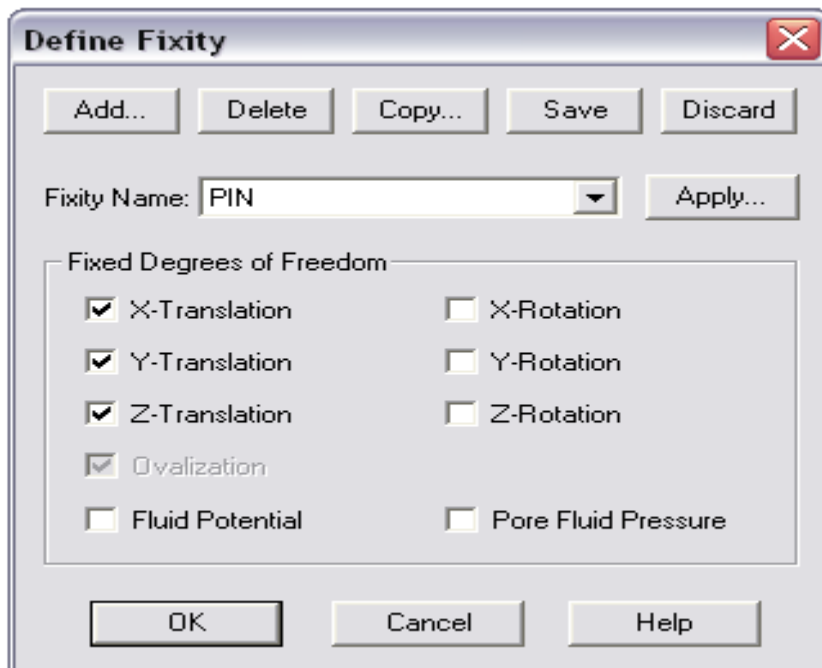 Define Fixity
Add... Delete Copy... Save Discard
Fixity Name: PIN Apply...
Fixed Degrees of Freedom
X-Translation X-Rotation
Y-Translation Y-Rotation
Z-Translation Z-Rotation
Ovalization
Fluid Potential Pore Fluid Pressure
OK Cancel Help